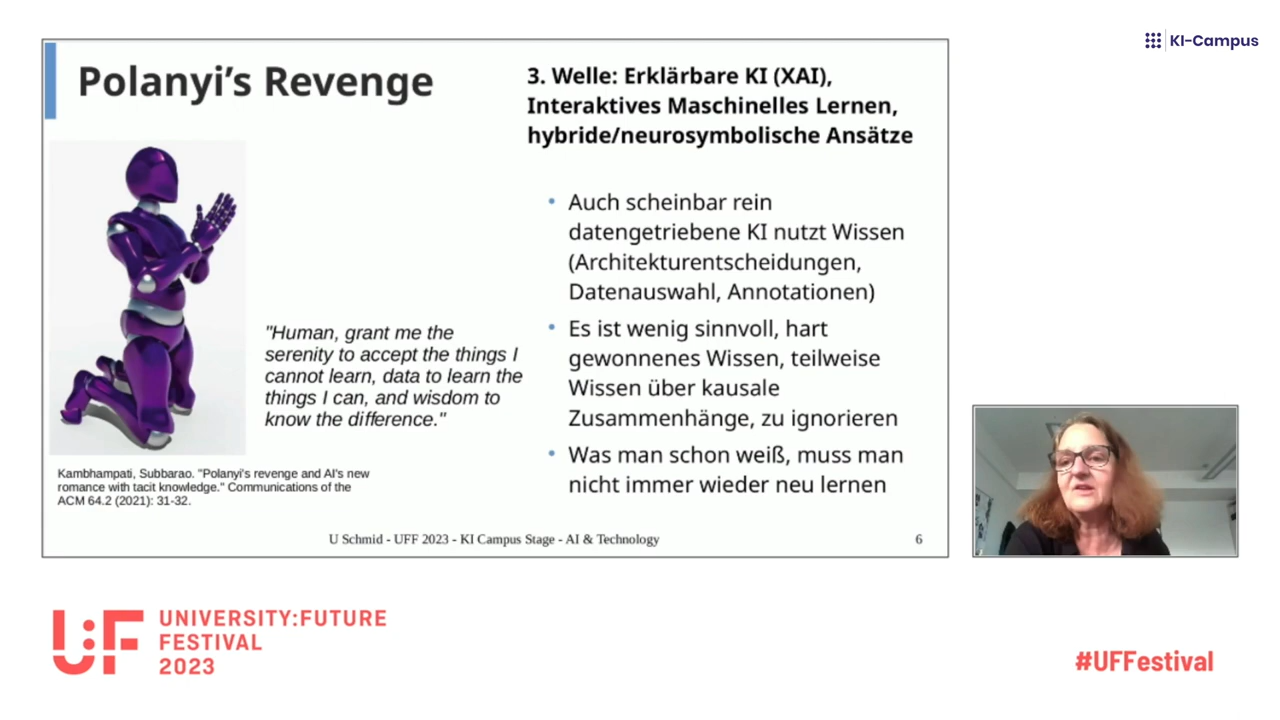 KI-Campus
Polanyi's Revenge
3. Welle: Erklärbare KI (XAI),
Interaktives Maschinelles Lernen,
hybride/neurosymbolische Ansätze
• Auch scheinbar rein
datengetriebene KI nutzt Wissen
(Architekturentscheidungen,
Datenauswahl, Annotationen)
• Es ist wenig sinnvoll, hart
gewonnenes Wissen, teilweise
Wissen über kausale
Zusammenhänge, zu ignorieren
• Was man schon weiß, muss man
nicht immer wieder neu lernen
"Human, grant me the
serenity to accept the things I
cannot learn, data to learn the
things I can, and wisdom to
know the difference."
Kambhampati, Subbarao. "Polanyi's revenge and AI's new
romance with tacit knowledge." Communications of the
ACM 64.2 (2021): 31-32.
U Schmid - UFF 2023 - KI Campus Stage - AI & Technology
6
U:F
UNIVERSITY:FUTURE
FESTIVAL
2023
#UFFestival